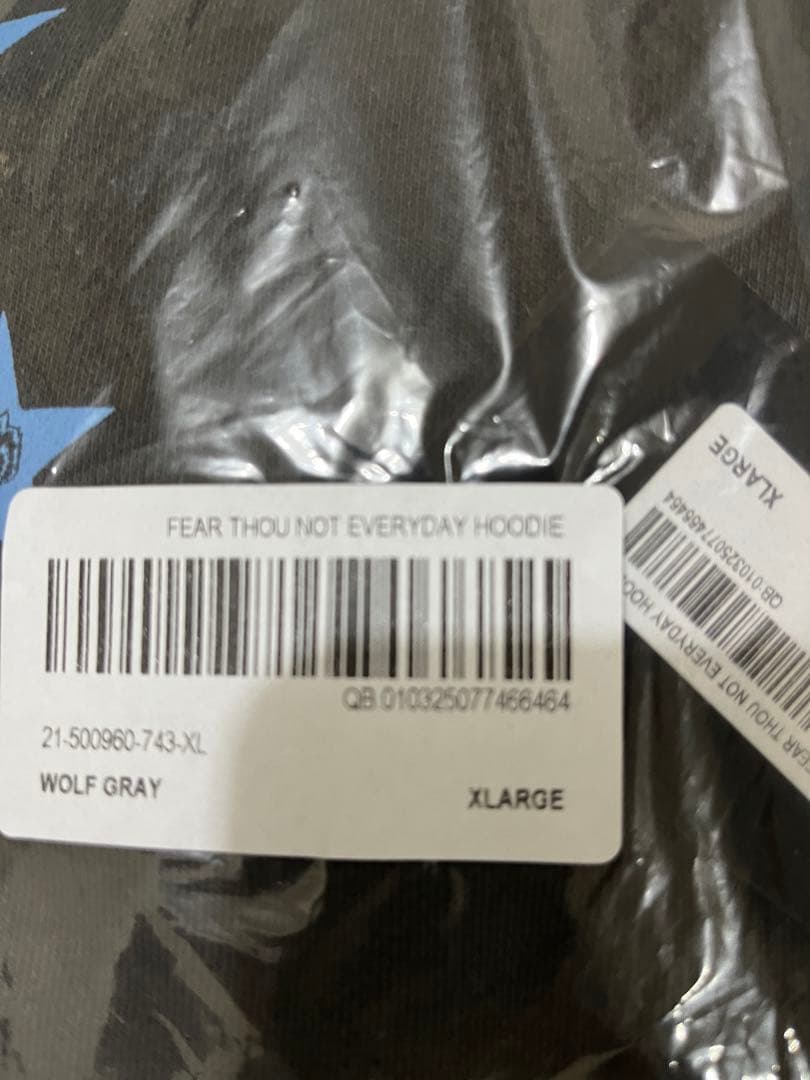 FEAR THOU NOT EVERYDAY HOODIE
QB:010325077466464
21-500960-743-XL
WOLF GRAY
XLARGE
XLARGE
QB:010325077466464
FEAR THOU NOT EVERYDAY